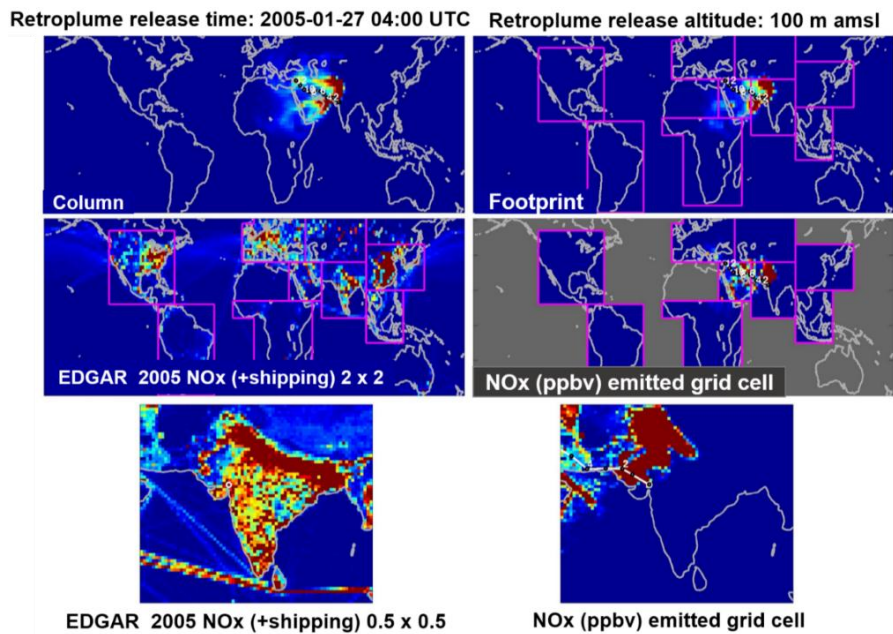 Retroplume release time: 2005-01-27 04:00 UTC
Retroplume release altitude: 100 m amsl
Column
Footprint
EDGAR 2005 NOx (+shipping) 2 x 2
NOx (ppbv) emitted grid cell
EDGAR 2005 NOx (+shipping) 0.5 x 0.5
NOx (ppbv) emitted grid cell